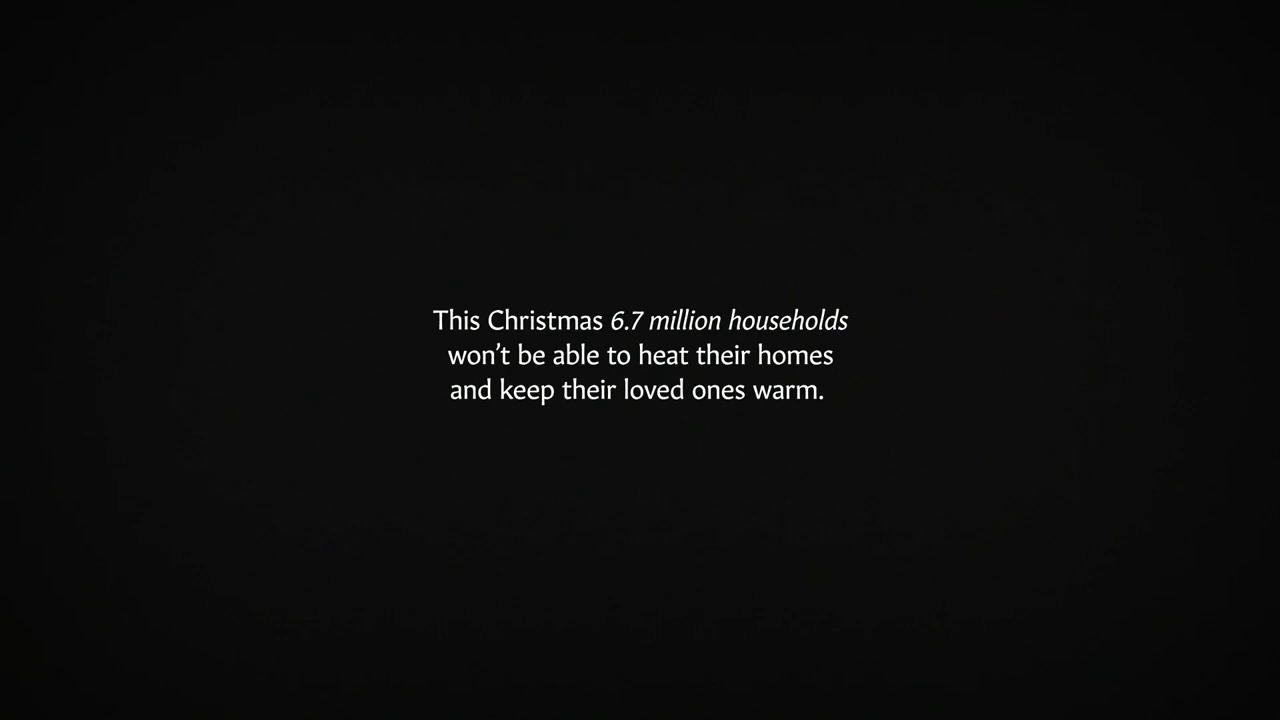 This Christmas 6.7 million households
won’t be able to heat their homes
and keep their loved ones warm.